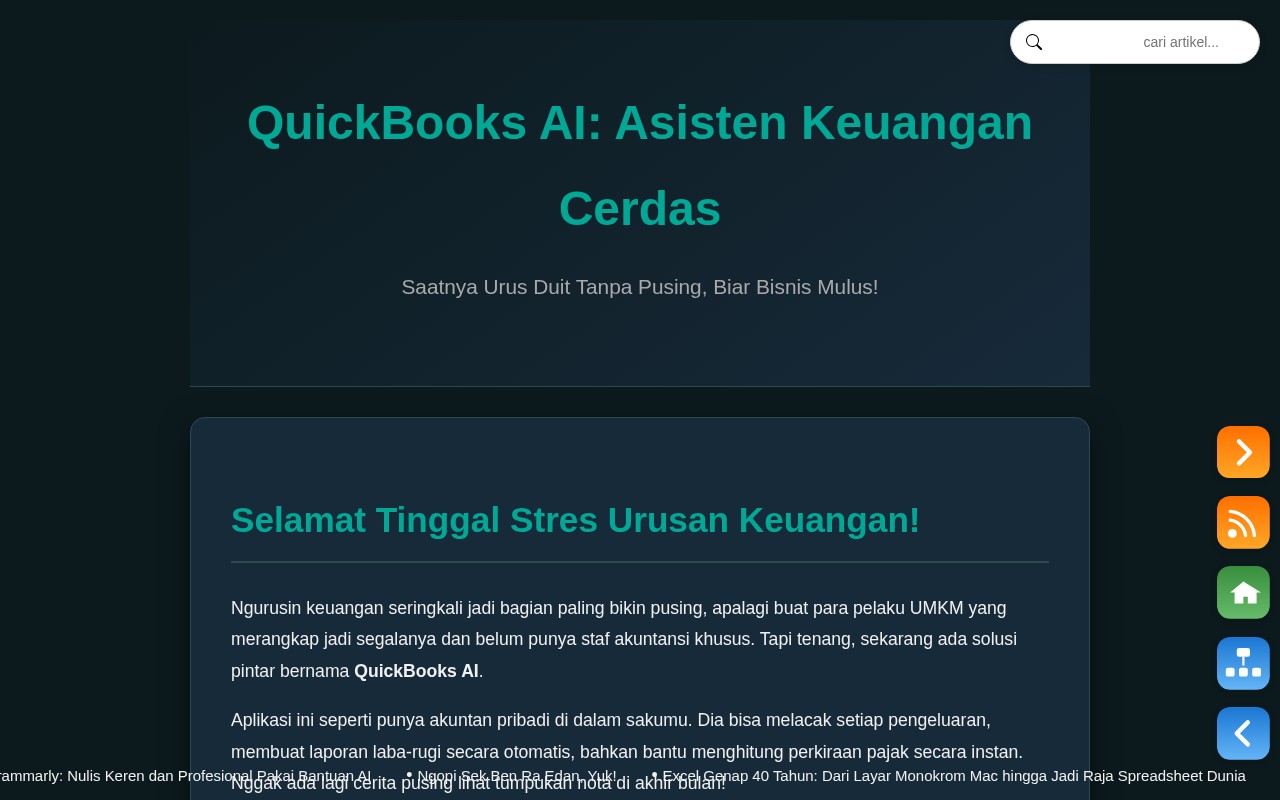 cari artikel...
QuickBooks AI: Asisten Keuangan
Cerdas
Saatnya Urus Duit Tanpa Pusing, Biar Bisnis Mulus!
Selamat Tinggal Stres Urusan Keuangan!
Ngurusin keuangan seringkali jadi bagian paling bikin pusing, apalagi buat para pelaku UMKM yang
merangkap jadi segalanya dan belum punya staf akuntansi khusus. Tapi tenang, sekarang ada solusi
pintar bernama QuickBooks AI.
Aplikasi ini seperti punya akuntan pribadi di dalam sakumu. Dia bisa melacak setiap pengeluaran,
membuat laporan laba-rugi secara otomatis, bahkan bantu menghitung perkiraan pajak secara instan.
Nggak ada lagi cerita pusing lihat tumpukan nota di akhir bulan!
rammarly: Nulis Keren dan Profesional Pakai Bantuan AI • Ngopi Sek Ben Ra Edan, Yuk! • Excel Genap 40 Tahun: Dari Layar Monokrom Mac hingga Jadi Raja Spreadsheet Dunia